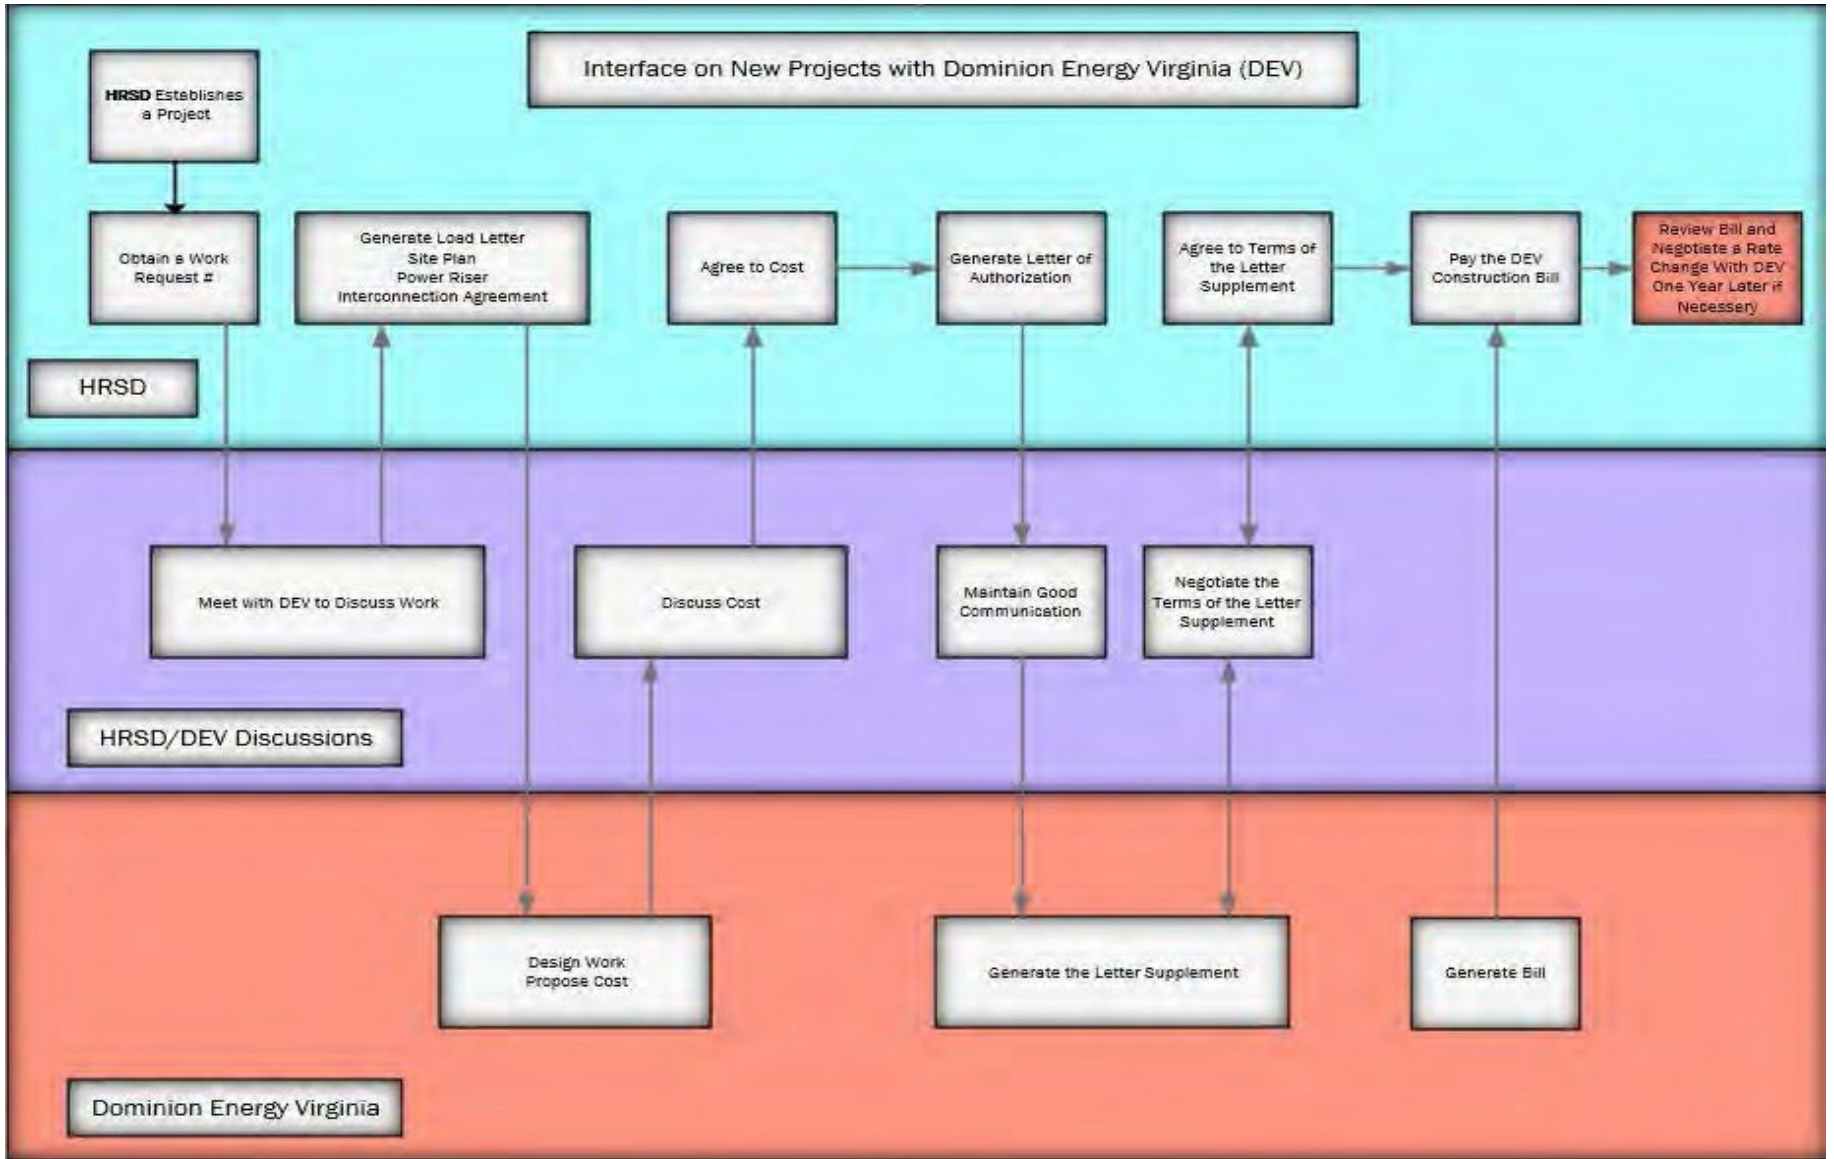 Interface on New Projects with Dominion Energy Virginia (DEV)
HRSD Establishes
a Project
Obtain a Work
Request #
Generate Load Letter
Site Plan
Power Riser
Interconnection Agreement
Agree to Cost
Generate Letter of
Authorization
Agree to Terms of
the Letter
Supplement
Pay the DEV
Construction Bill
Review Bill and
Negotiate a Rate
Change With DEV
One Year Later if
Necessary
HRSD
Meet with DEV to Discuss Work
Discuss Cost
Maintain Good
Communication
Negotiate the
Terms of the Letter
Supplement
HRSD/DEV Discussions
Design Work
Propose Cost
Generate the Letter Supplement
Generate Bill
Dominion Energy Virginia